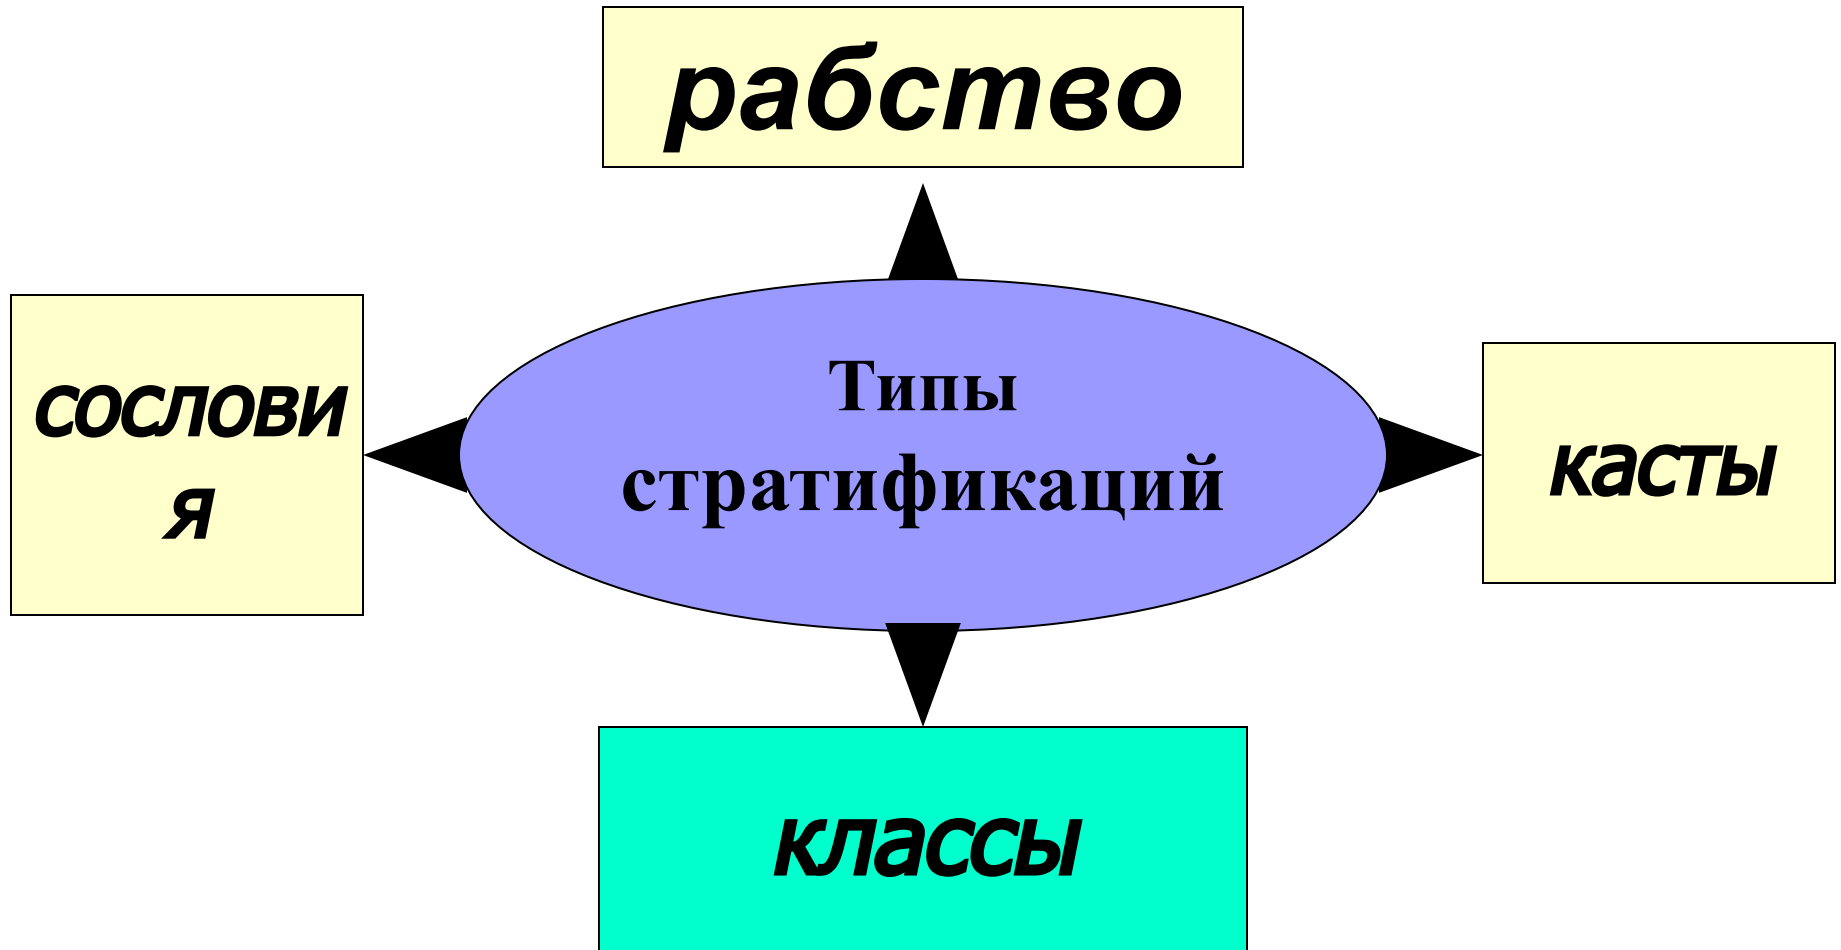 рабство
сослови
я
Типы
стратификаций
касты
классы